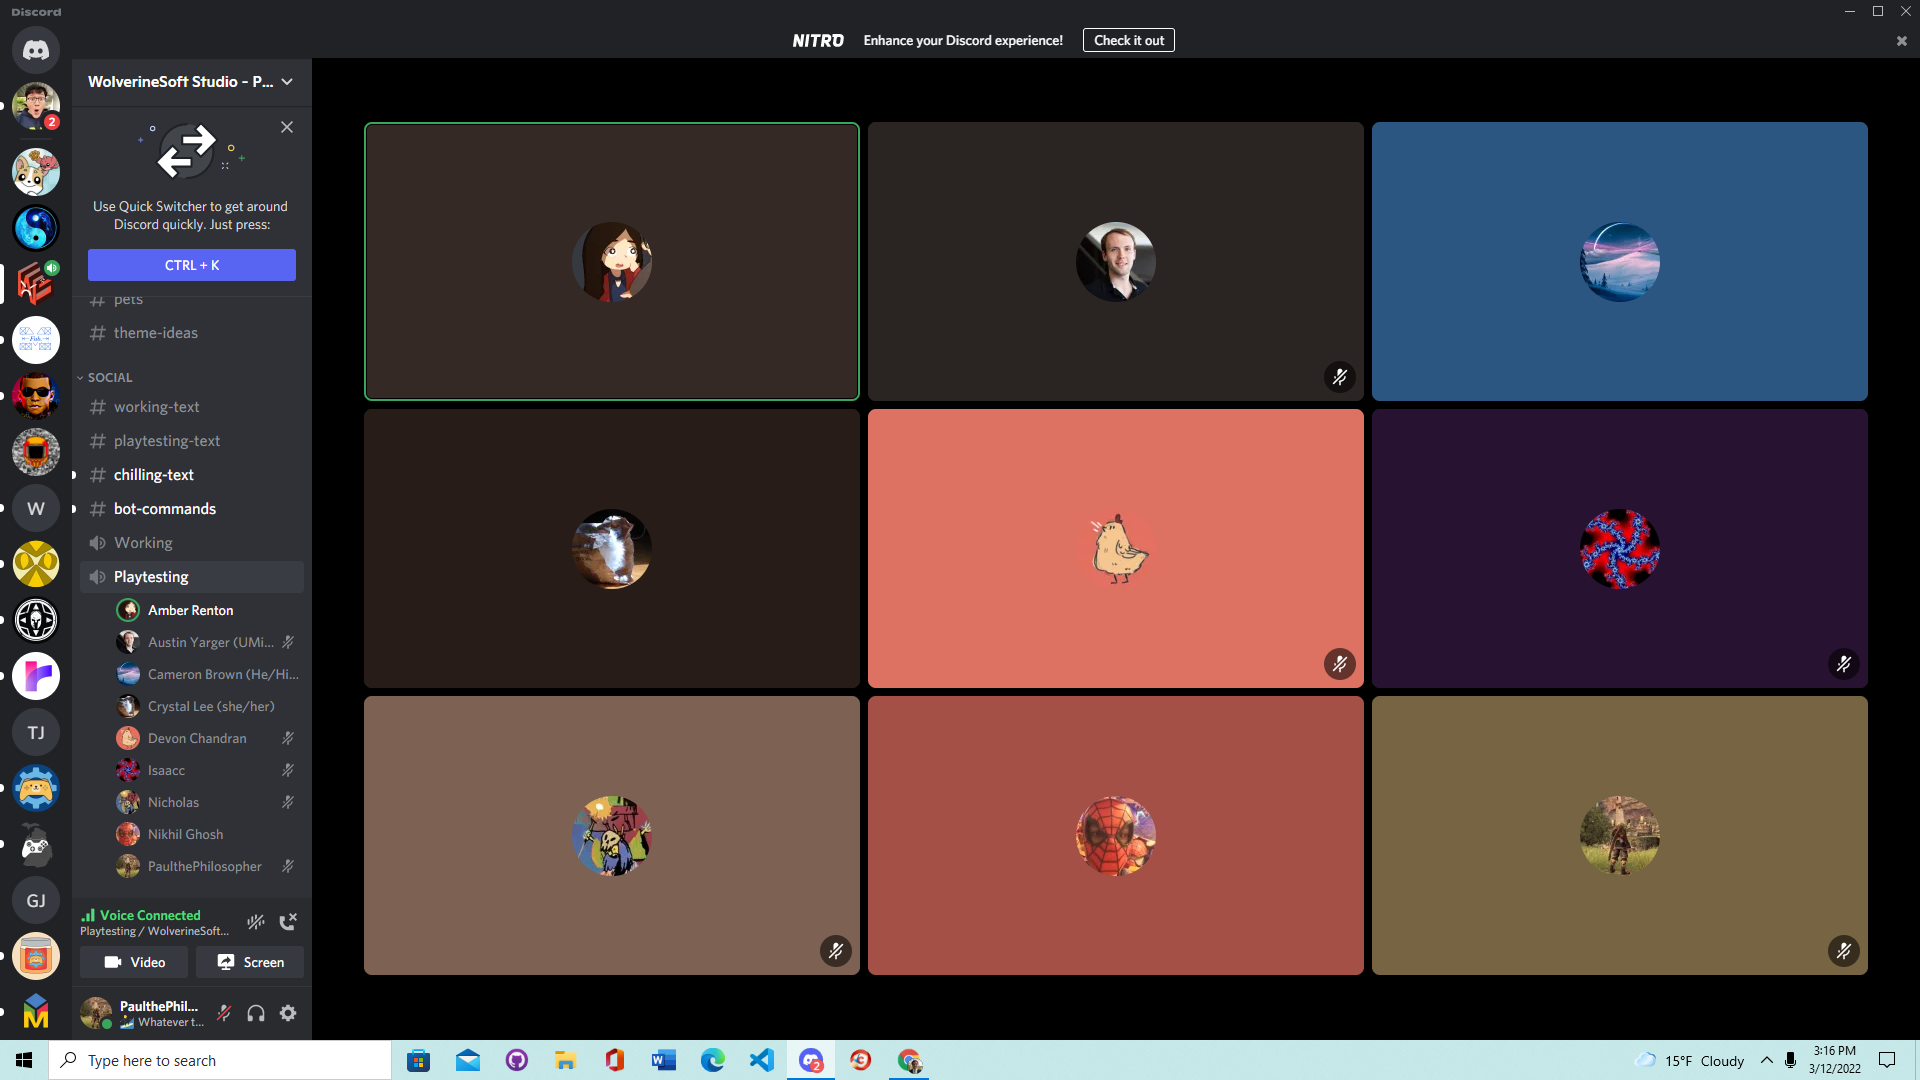 Discord
NITRO Enhance your Discord experience! Check it out
WolverineSoft Studio - P...
2
Use Quick Switcher to get around
Discord quickly. Just press:
CTRL + K
pets
theme-ideas
SOCIAL
working-text
playtesting-text
chilling-text
bot-commands
Working
Playtesting
Amber Renton
Austin Yarger (UMi...
Cameron Brown (He/Hi...
Crystal Lee (she/her)
Devon Chandran
Isaacc
Nicholas
Nikhil Ghosh
PaulthePhilosopher
W
TJ
GJ
M
Voice Connected
Playtesting / WolverineSoft...
Video Screen
PaulthePhil...
Whatever t...
Type here to search
2
15°F Cloudy
3:16 PM
3/12/2022